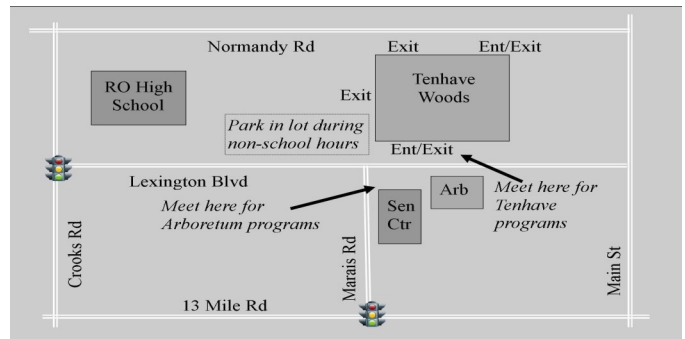 Normandy Rd
Exit
Ent/Exit
RO High
School
Exit
Tenhave
Woods
Park in lot during
non-school hours
Ent/Exit
Lexington Blvd
Meet here for
Arboretum programs
Sen
Ctr
Arb
Meet here for
Tenhave
programs
Crooks Rd
Marais Rd
Main St
13 Mile Rd